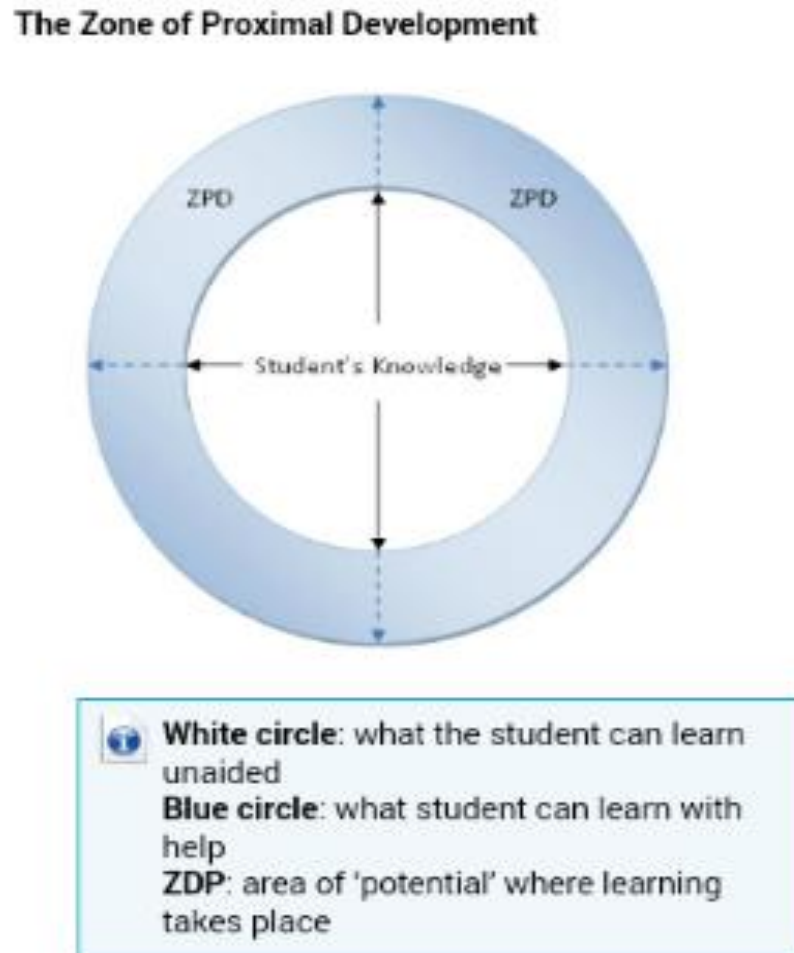 The Zone of Proximal Development
ZPD
ZPD
Student's Knowledge
White circle: what the student can learn
unaided
Blue circle: what student can learn with
help
ZDP: area of 'potential' where learning
takes place